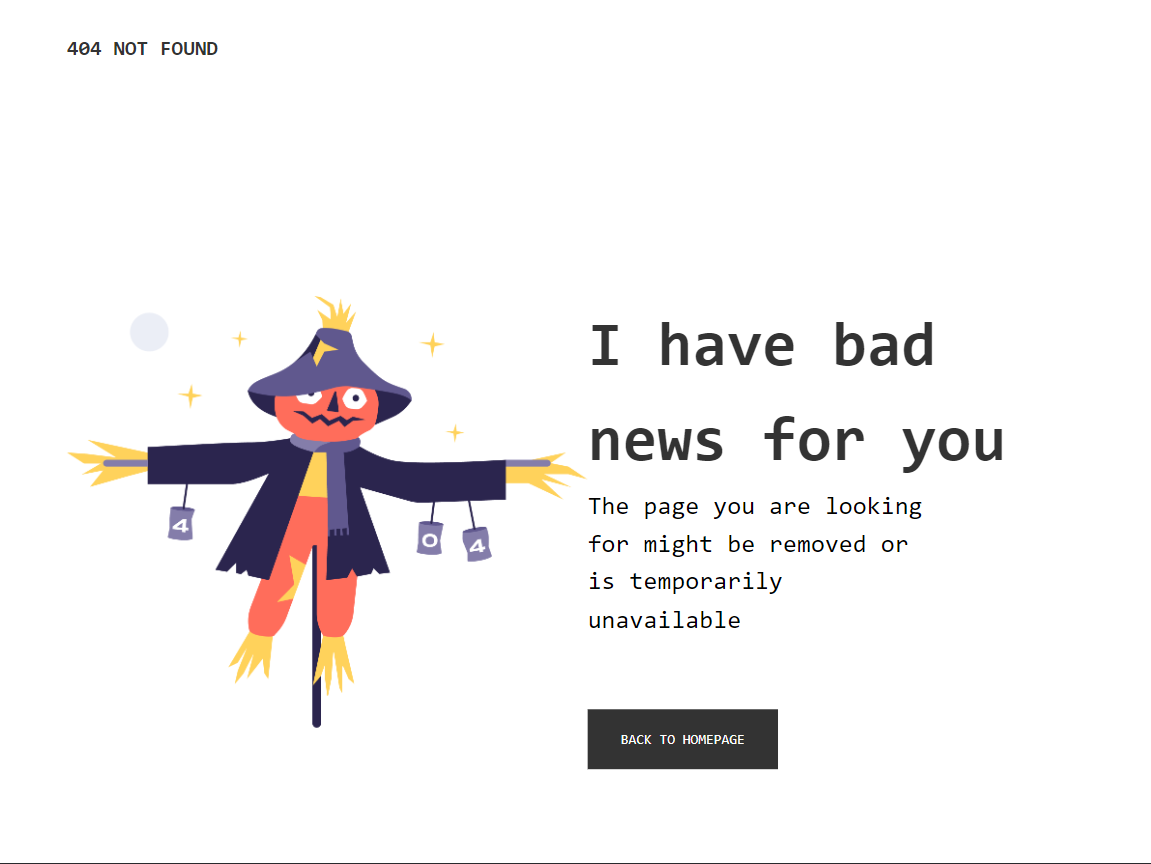 404 NOT FOUND
I have bad
news for you
4
0
4
The page you are looking
for might be removed or
is temporarily
unavailable
BACK TO HOMEPAGE